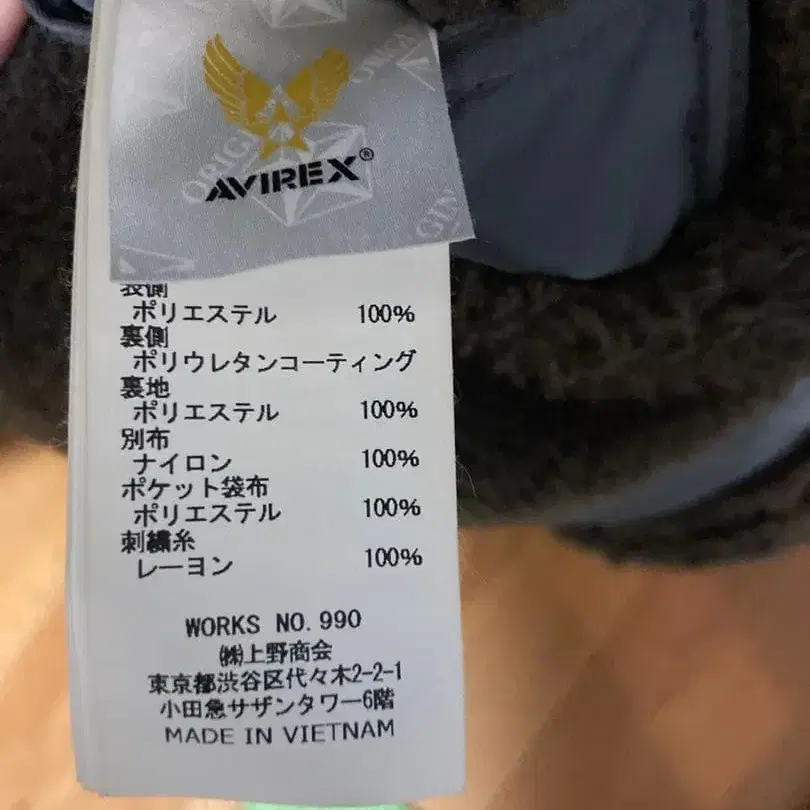 AVIREX®
表側
ポリエステル 100%
裏側
ポリウレタンコーティング
裏地
ポリエステル 100%
別布
ナイロン 100%
ポケット袋布
ポリエステル 100%
刺繍糸
レーヨン 100%
WORKS NO. 990
㈱上野商会
東京都渋谷区代々木2-2-1
小田急サザンタワー6階
MADE IN VIETNAM